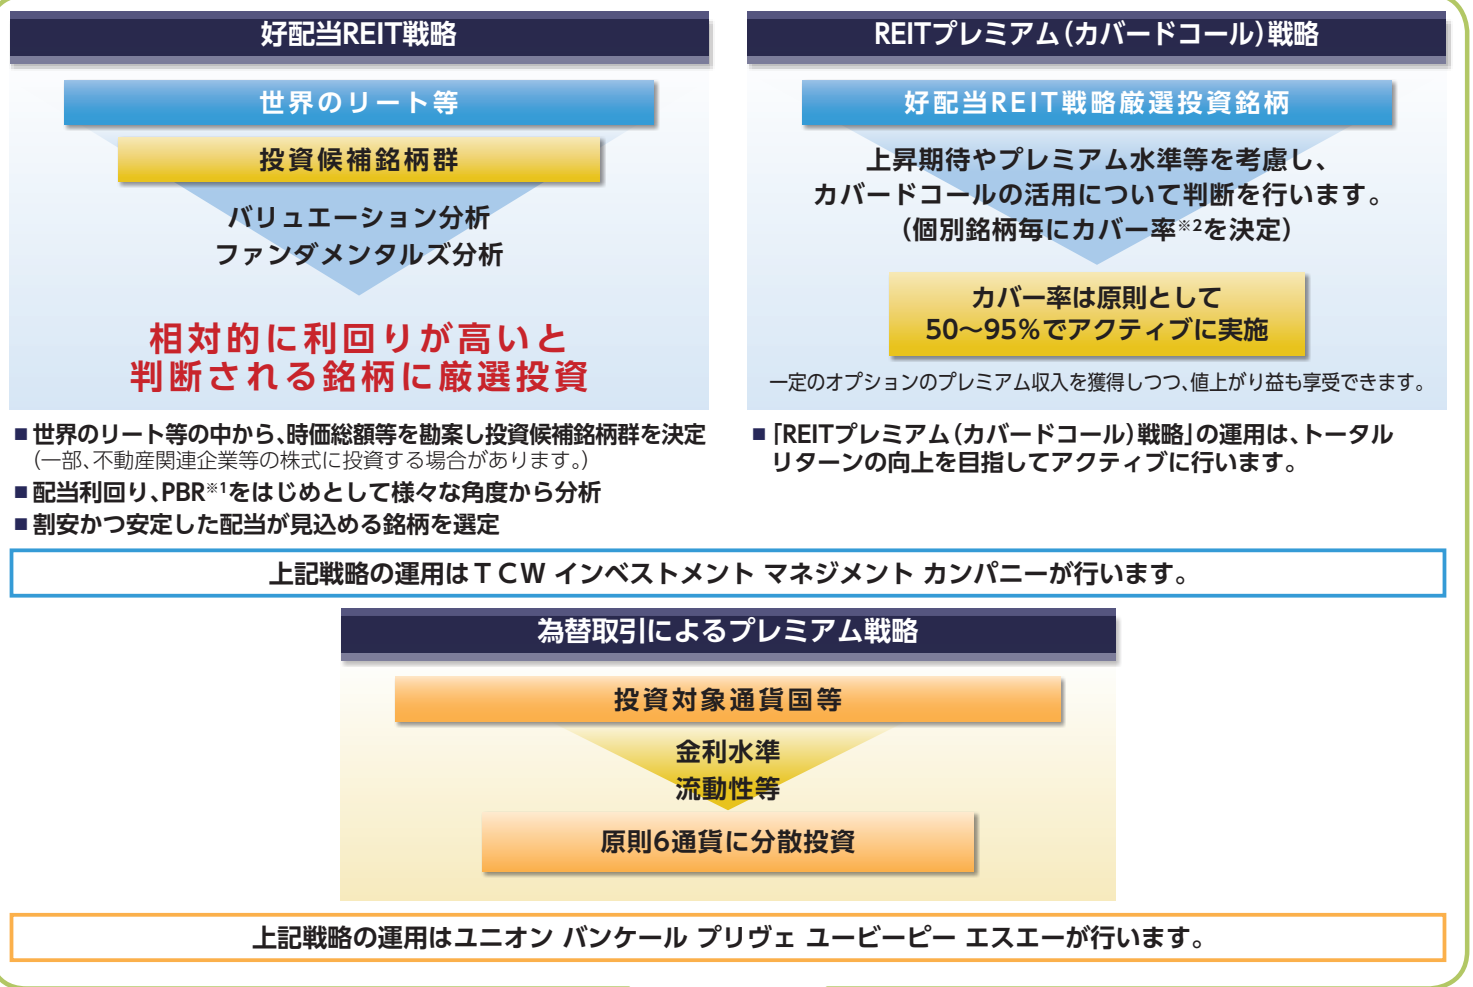 好配当REIT戦略
世界のリート等
投資候補銘柄群
バリュエーション分析
ファンダメンタルズ分析
相対的に利回りが高いと
判断される銘柄に厳選投資
■世界のリート等の中から、時価総額等を勘案し投資候補銘柄群を決定
（一部、不動産関連企業等の株式に投資する場合があります。）
■配当利回り、PBR※1をはじめとして様々な角度から分析
■割安かつ安定した配当が見込める銘柄を選定
REITプレミアム（カバードコール）戦略
好配当REIT戦略厳選投資銘柄
上昇期待やプレミアム水準等を考慮し、
カバードコールの活用について判断を行います。
（個別銘柄毎にカバー率※2を決定）
カバー率は原則として
50～95%でアクティブに実施
一定のオプションのプレミアム収入を獲得しつつ、値上がり益も享受できます。
■「REITプレミアム（カバードコール）戦略」の運用は、トータル
リターンの向上を目指してアクティブに行います。
上記戦略の運用はＴＣＷ インベストメント マネジメント カンパニーが行います。
為替取引によるプレミアム戦略
投資対象通貨国等
金利水準
流動性等
原則6通貨に分散投資
上記戦略の運用はユニオン バンケール プリヴェ ユービーピー エスエーが行います。